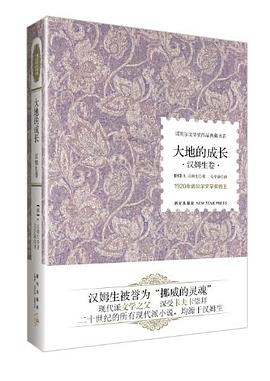 诺贝尔文学奖作品典藏书系
大地的成长
·汉姆生卷·
1920年诺贝尔文学奖得主
新星出版社 NEW STAR PRESS
汉姆生被誉为“挪威的灵魂”
现代派文学之父 深受卡夫卡崇拜
二十世纪的所有现代派小说，均源于汉姆生
大地的成长
汉姆生卷